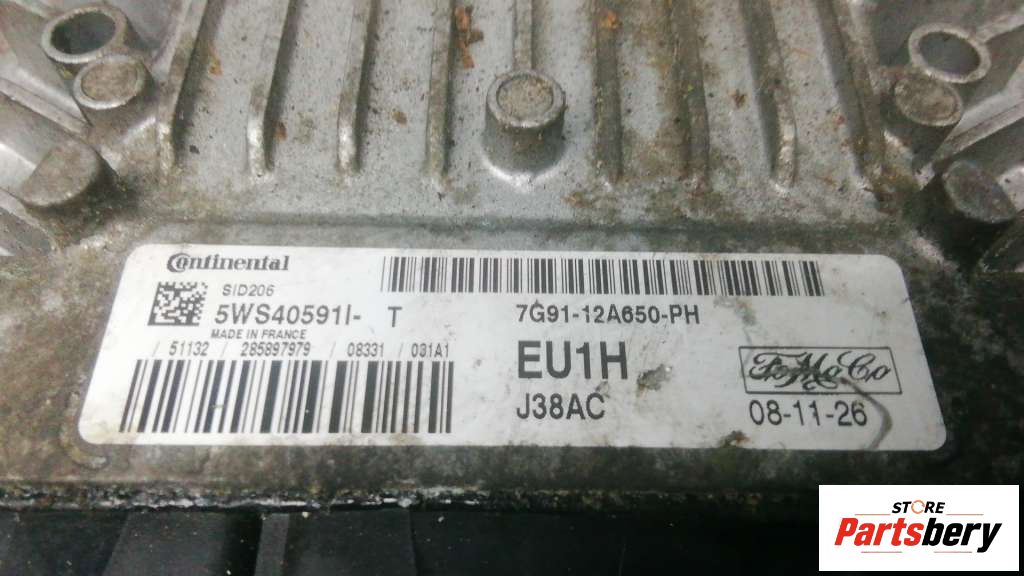 Continental
SID206
5WS40591I- T
MADE IN FRANCE
/ 51132 / 285897979 / 08331 / 031A1
7G91-12A650-PH
EU1H
J38AC
FoMoCo
08-11-26
STORE
Partsbery